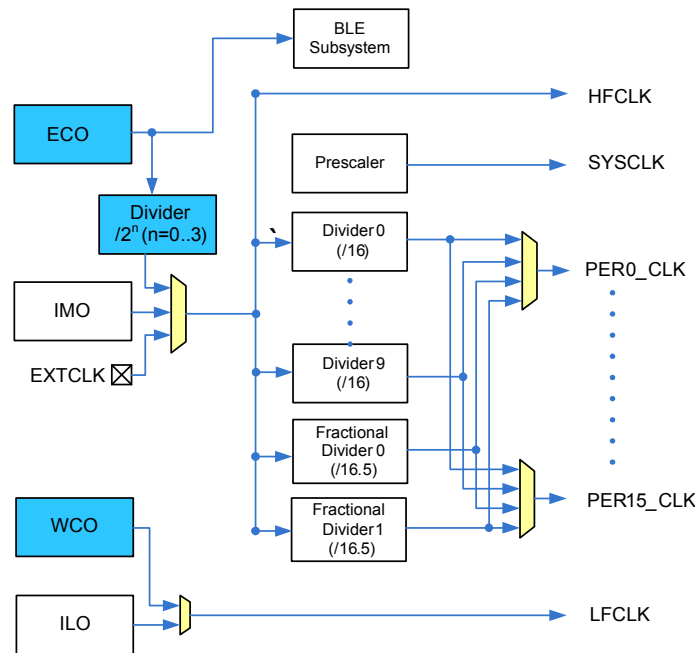 BLE
Subsystem
HFCLK
ECO
Prescaler
SYSCLK
Divider
/2ⁿ (n=0..3)
`
Divider 0
(/16)
PER0_CLK
IMO
EXTCLK
Divider 9
(/16)
Fractional
Divider 0
(/16.5)
WCO
Fractional
Divider 1
(/16.5)
PER15_CLK
ILO
LFCLK